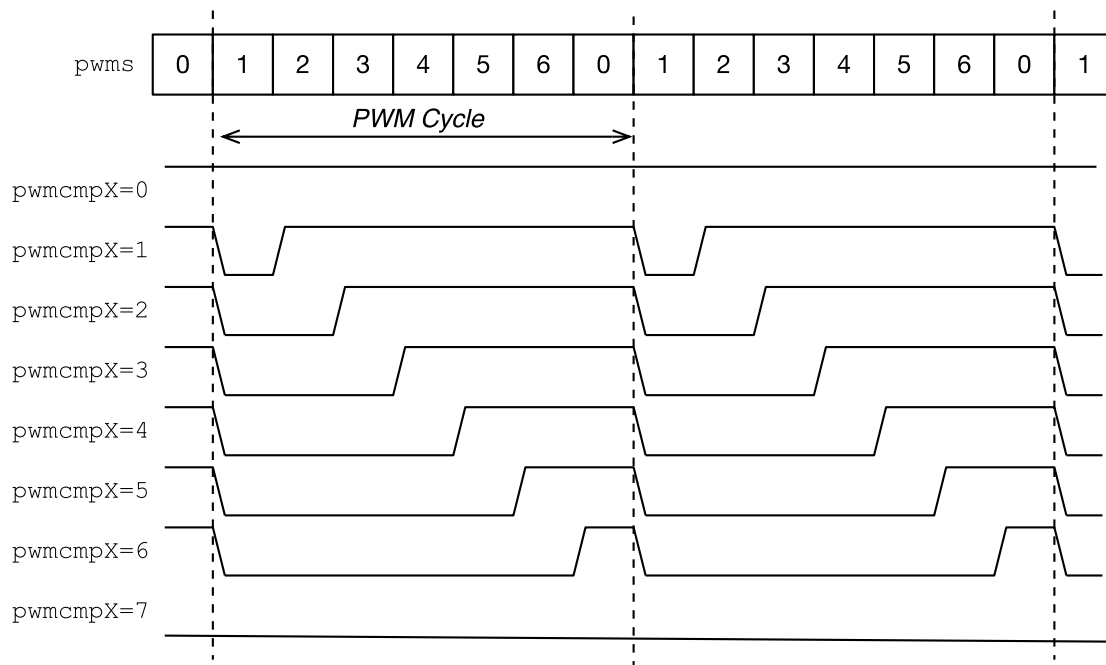 pwms 0 1 2 3 4 5 6 0 1 2 3 4 5 6 0 1
PWM Cycle
pwmcmpX=0
pwmcmpX=1
pwmcmpX=2
pwmcmpX=3
pwmcmpX=4
pwmcmpX=5
pwmcmpX=6
pwmcmpX=7